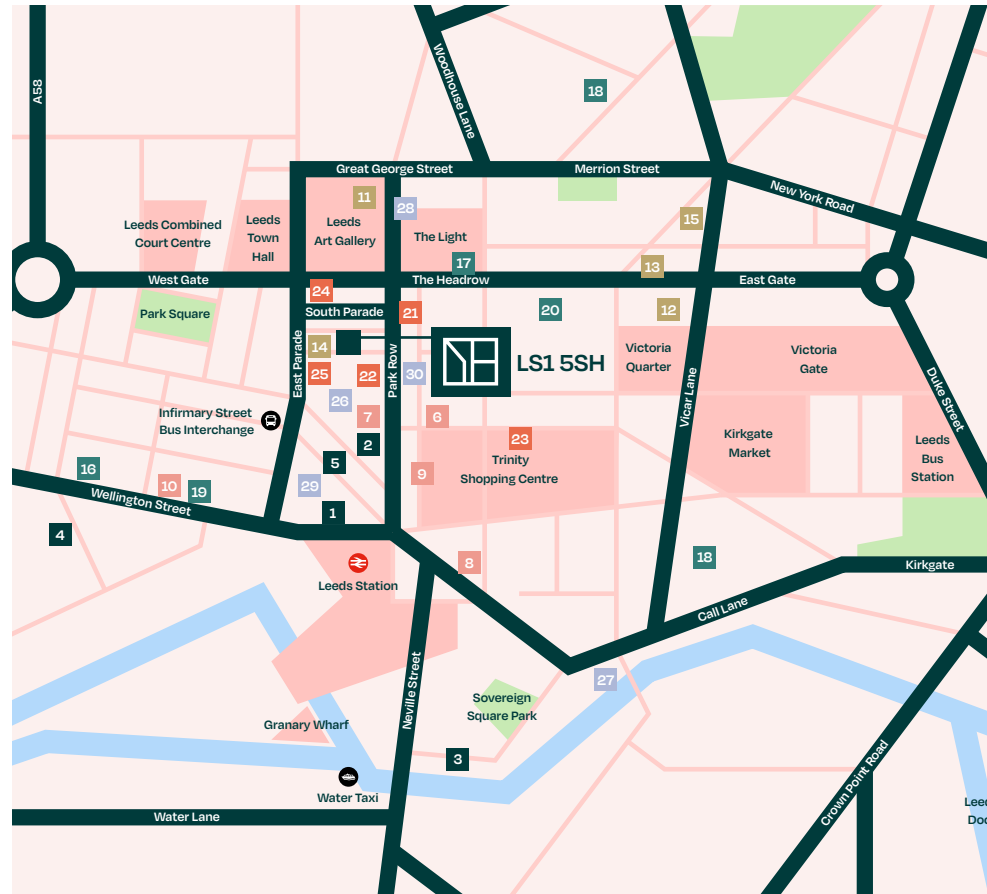 A58
Woodhouse Lane
18
Great George Street
Merrion Street
New York Road
11
28
15
Leeds Combined
Court Centre
Leeds
Town
Hall
Leeds
Art Gallery
The Light
17
13
West Gate
The Headrow
East Gate
24
South Parade
21
20
12
Park Square
14
LS1 5SH
Victoria
Quarter
Victoria
Gate
East Parade
25
22
Park Row
30
26
Vicar Lane
Duke Street
Infirmary Street
Bus Interchange
7
6
2
23
Trinity
Shopping Centre
Kirkgate
Market
Leeds
Bus
Station
16
10
19
5
29
9
Wellington Street
1
4
Leeds Station
8
18
Kirkgate
Call Lane
Neville Street
27
Sovereign
Square Park
Granary Wharf
3
Water Taxi
Water Lane
Crown Point Road
Leed
Doc